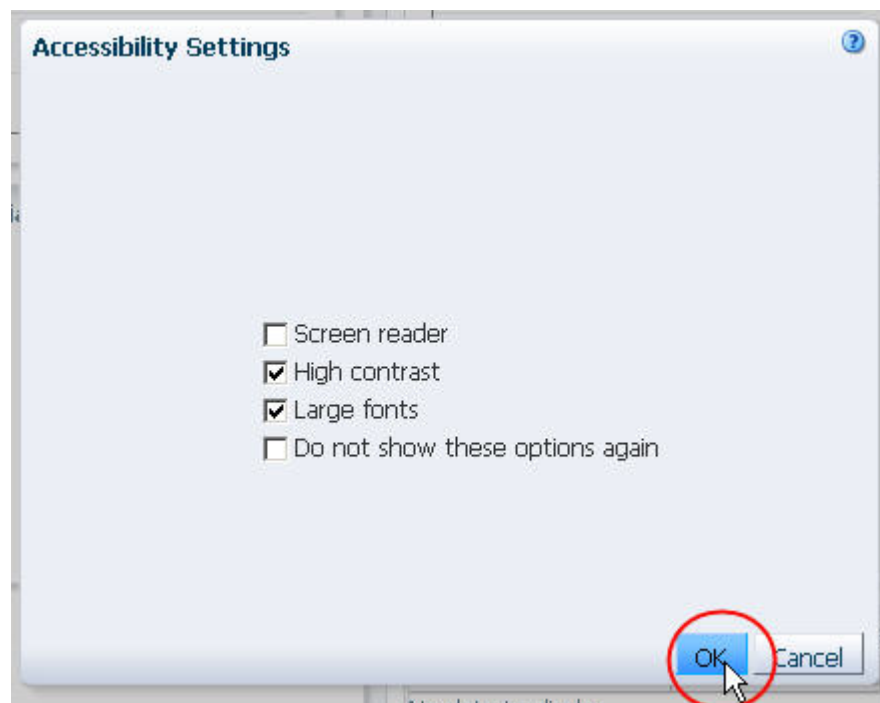 Accessibility Settings
?
Screen reader
High contrast
Large fonts
Do not show these options again
OK Cancel